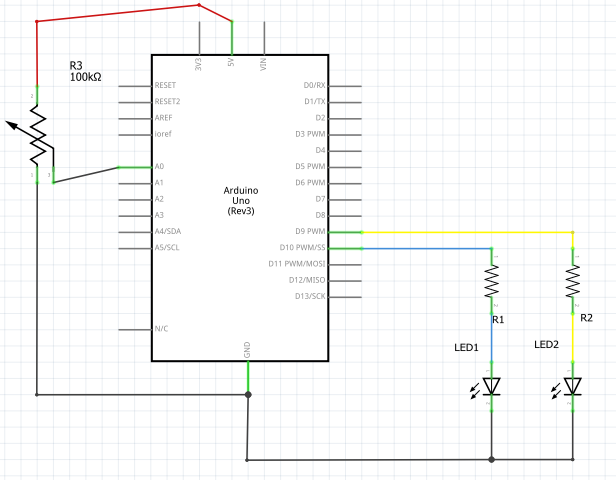 3V3
5V
VIN
R3
100kΩ
RESET
RESET2
AREF
ioref
A0
A1
A2
A3
A4/SDA
A5/SCL
N/C
Arduino
Uno
(Rev3)
D0/RX
D1/TX
D2
D3 PWM
D4
D5 PWM
D6 PWM
D7
D8
D9 PWM
D10 PWM/SS
D11 PWM/MOSI
D12/MISO
D13/SCK
GND
R1
R2
LED1
LED2